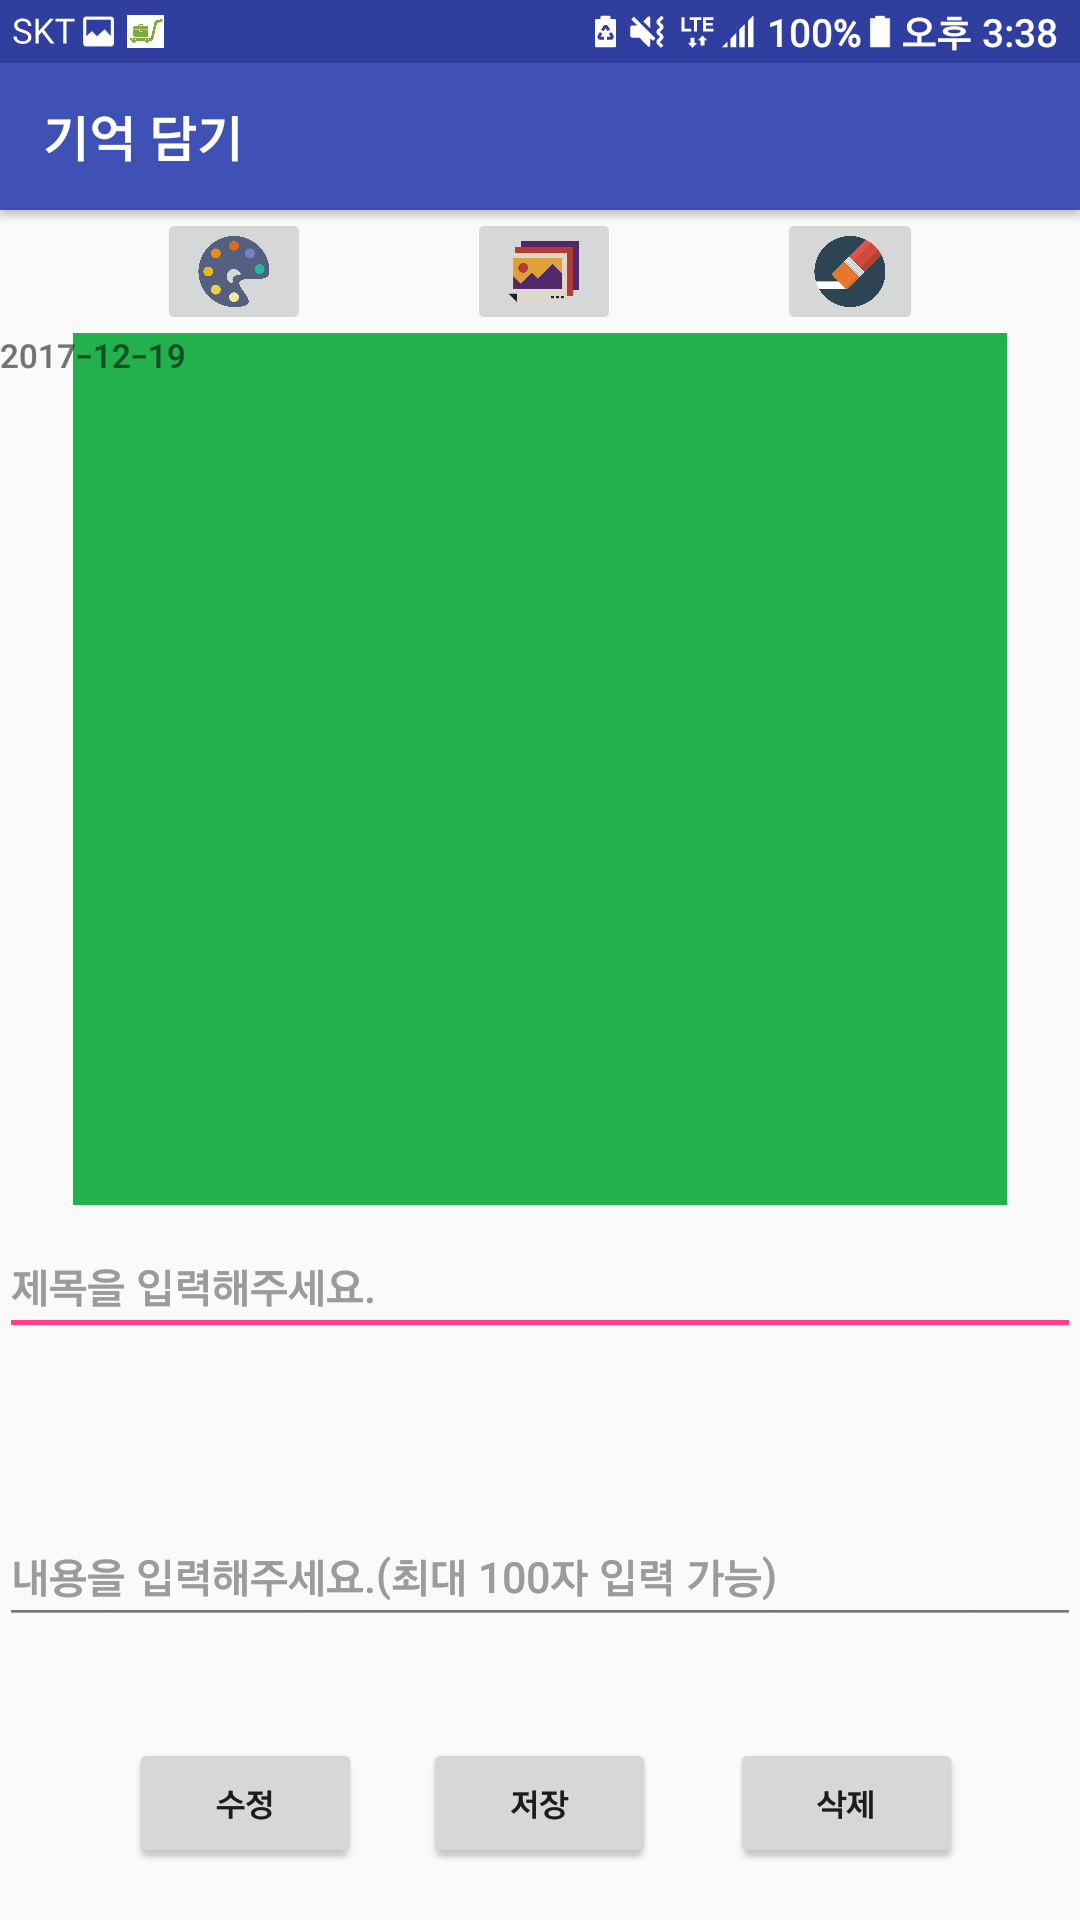 SKT LTE 100% 오후 3:38
기억 담기
2017-12-19
제목을 입력해주세요.
내용을 입력해주세요.(최대 100자 입력 가능)
수정 저장 삭제